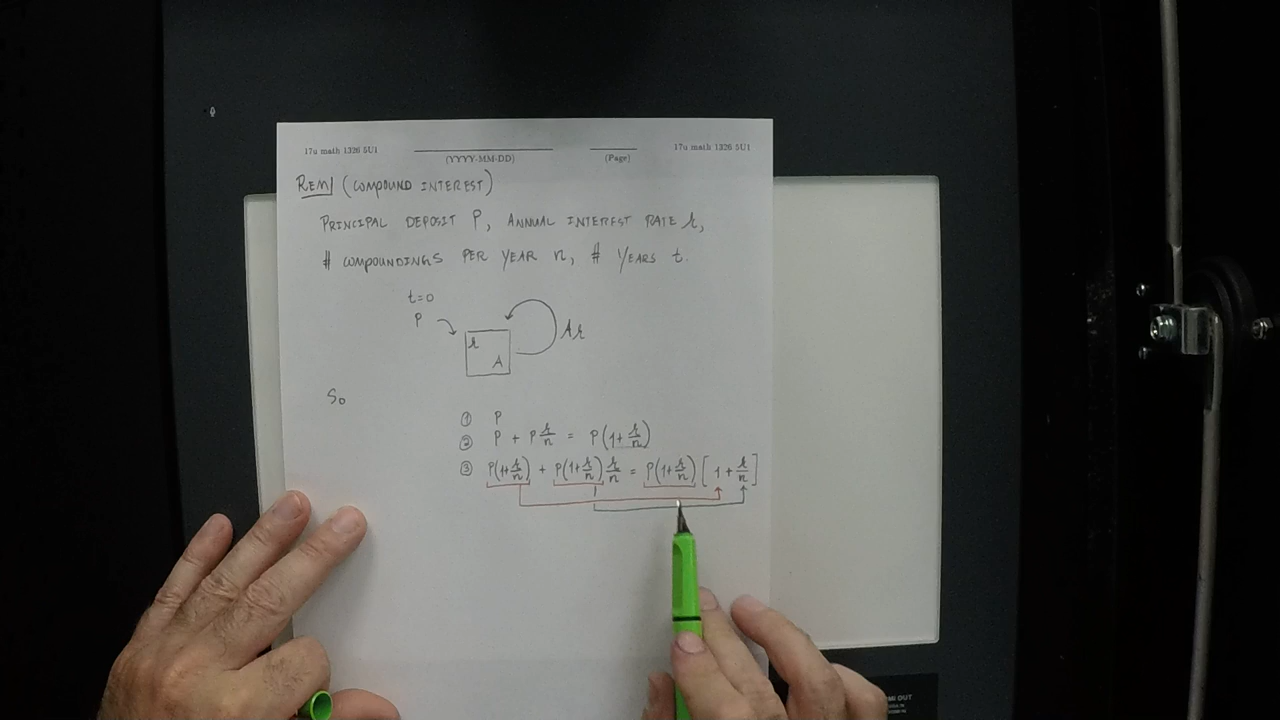 17u math 1326 5U1 (YYYY-MM-DD) (Page) 17u math 1326 5U1
REM/ (COMPOUND INTEREST)
PRINCIPAL DEPOSIT P, ANNUAL INTEREST RATE r,
# COMPOUNDINGS PER YEAR n, # YEARS t.
t=0
P
r
A
Ar
So
① P
② P + P r/n = P(1+ r/n)
③ P(1+ r/n) + P(1+ r/n) r/n = P(1+ r/n) [1 + r/n]